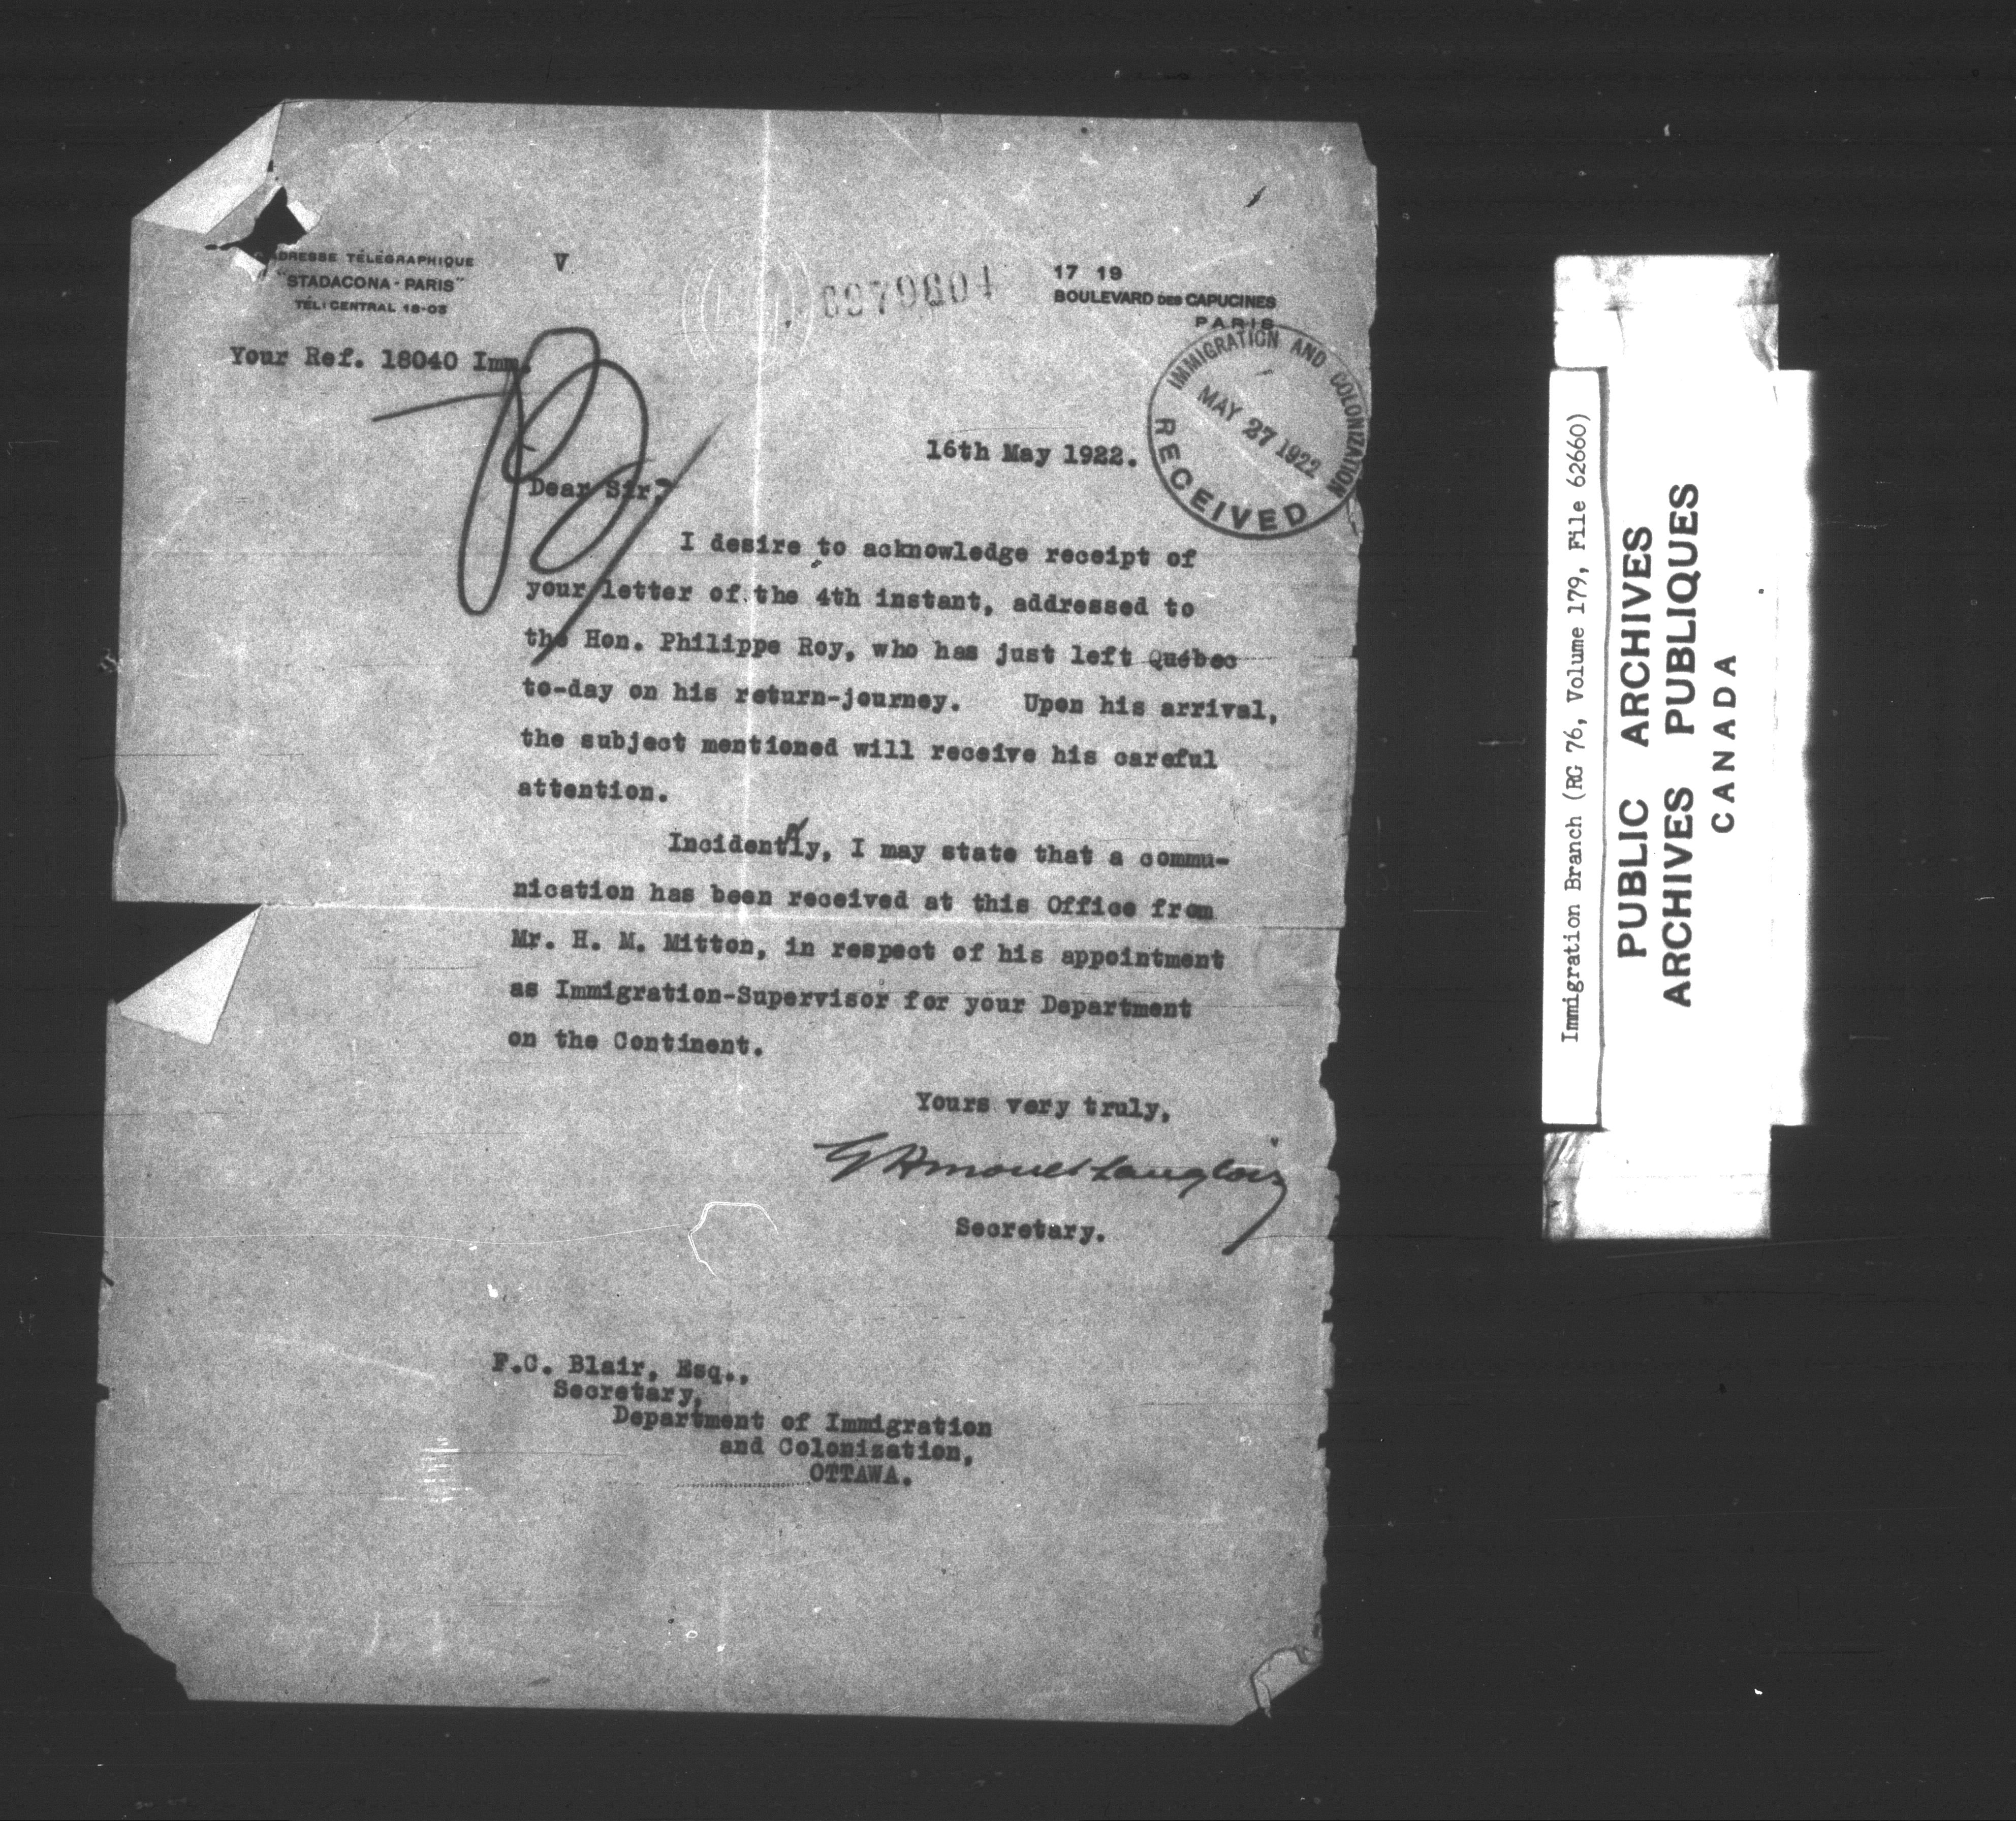 ADRESSE TÉLÉGRAPHIQUE
"STADACONA - PARIS"
TÉL: CENTRAL 18-03
V
17 19
BOULEVARD DES CAPUCINES
PARIS
Your Ref. 18040 Imm.
IMMIGRATION AND COLONIZATION
MAY 27 1922
RECEIVED
16th May 1922.
Dear Sir,
I desire to acknowledge receipt of
your letter of the 4th instant, addressed to
the Hon. Philippe Roy, who has just left Québec
to-day on his return-journey. Upon his arrival,
the subject mentioned will receive his careful
attention.
Incidently, I may state that a commu-
nication has been received at this Office from
Mr. H. M. Mitton, in respect of his appointment
as Immigration-Supervisor for your Department
on the Continent.
Yours very truly,
Secretary.
F.C. Blair, Esq.,
Secretary,
Department of Immigration
and Colonization,
OTTAWA.
Immigration Branch (RG 76, Volume 179, File 62660)
PUBLIC ARCHIVES
ARCHIVES PUBLIQUES
CANADA